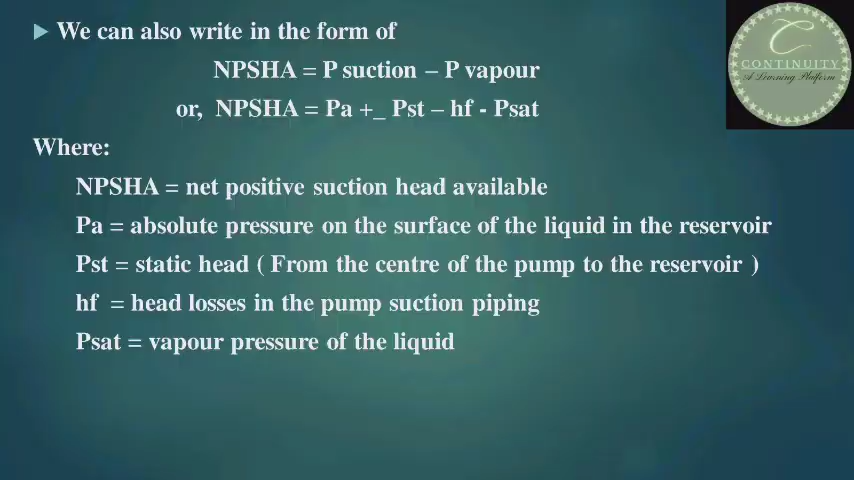 We can also write in the form of
NPSHA = P suction – P vapour
or, NPSHA = Pa +_ Pst – hf - Psat
Where:
NPSHA = net positive suction head available
Pa = absolute pressure on the surface of the liquid in the reservoir
Pst = static head ( From the centre of the pump to the reservoir )
hf = head losses in the pump suction piping
Psat = vapour pressure of the liquid
C
CONTINUITY
A Learning Platform